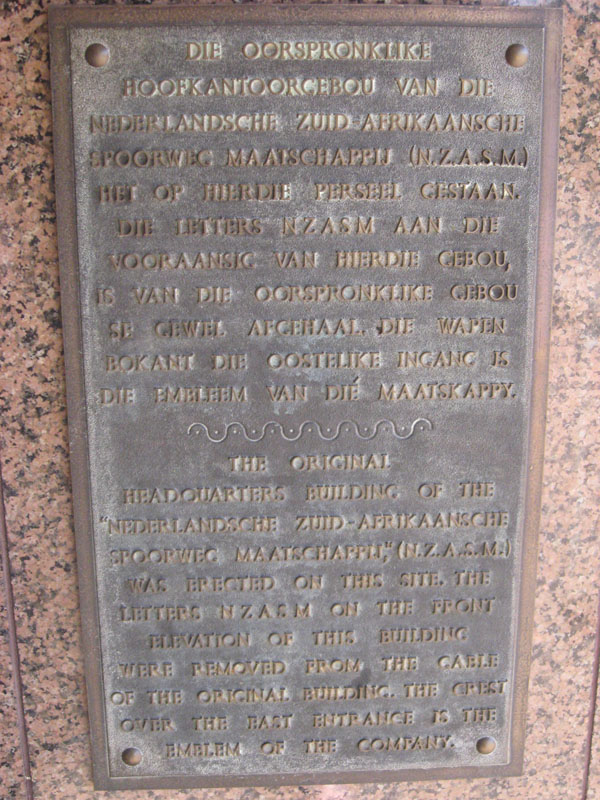 DIE OORSPRONKLIKE
HOOFKANTOORGEBOU VAN DIE
NEDERLANDSCHE ZUID-AFRIKAANSCHE
SPOORWEG MAATSCHAPPIJ (N.Z.A.S.M.)
HET OP HIERDIE PERSEEL GESTAAN.
DIE LETTERS N Z A S M AAN DIE
VOORAANSIG VAN HIERDIE GEBOU,
IS VAN DIE OORSPRONKLIKE GEBOU
SE GEWEL AFGEHAAL. DIE WAPEN
BOKANT DIE OOSTELIKE INGANG IS
DIE EMBLEEM VAN DIÉ MAATSKAPPY.
THE ORIGINAL
HEADQUARTERS BUILDING OF THE
"NEDERLANDSCHE ZUID-AFRIKAANSCHE
SPOORWEG MAATSCHAPPIJ," (N.Z.A.S.M.)
WAS ERECTED ON THIS SITE. THE
LETTERS N Z A S M ON THE FRONT
ELEVATION OF THIS BUILDING
WERE REMOVED FROM THE GABLE
OF THE ORIGINAL BUILDING. THE CREST
OVER THE EAST ENTRANCE IS THE
EMBLEM OF THE COMPANY.